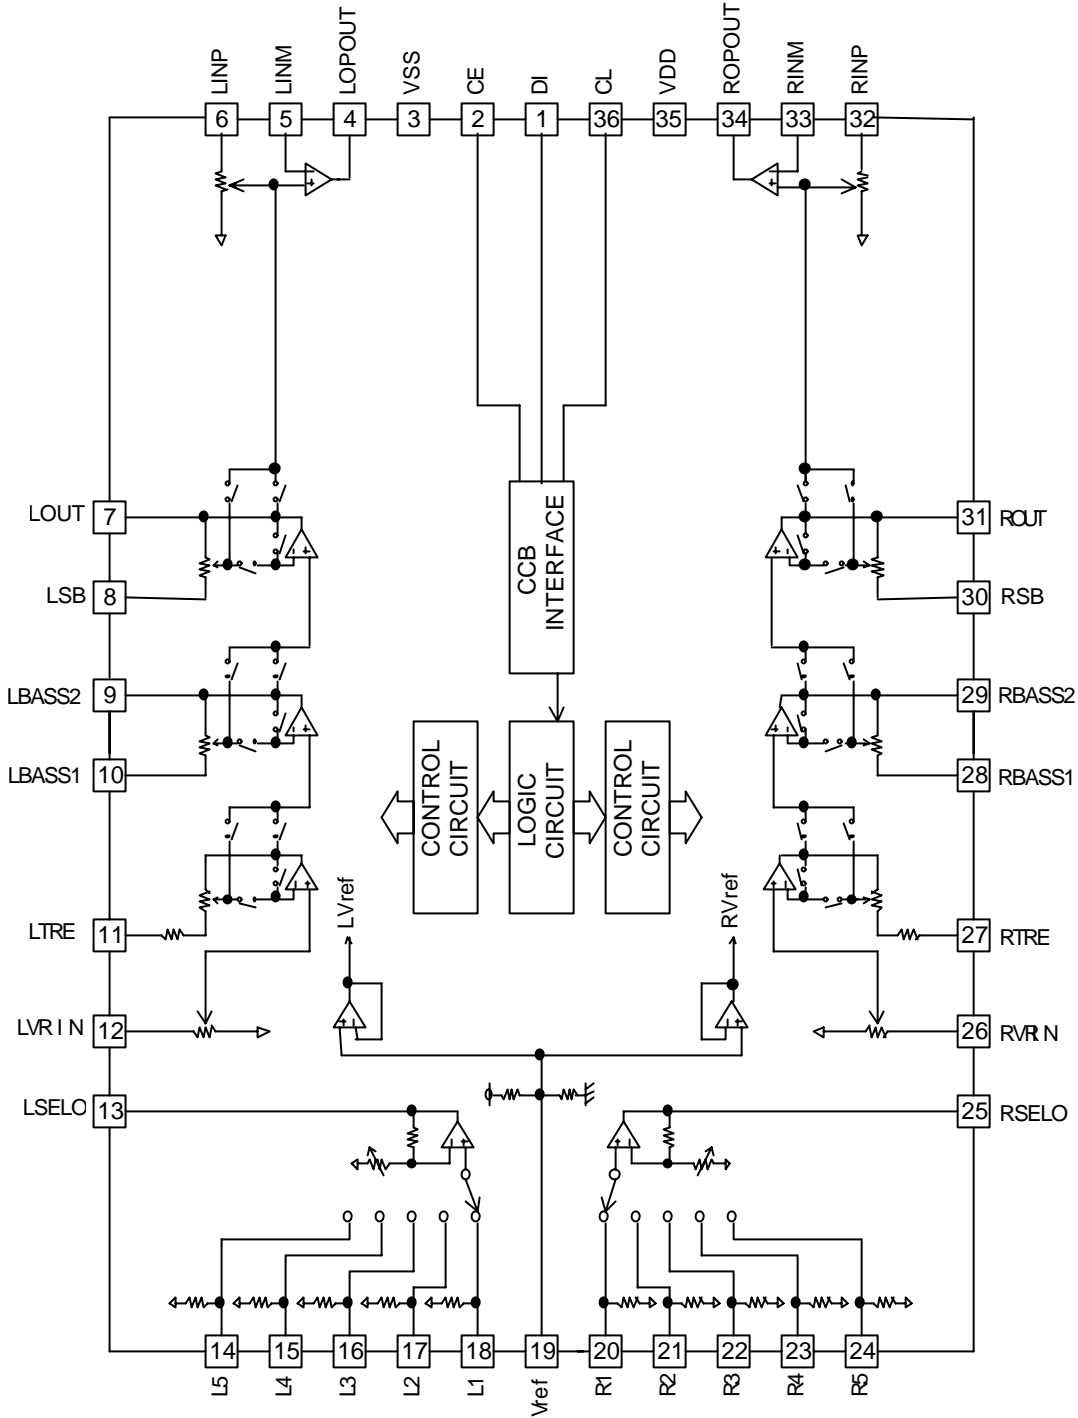 LINP
LINM
LOPOUT
VSS
CE
DI
CL
VDD
ROPOUT
RINM
RINP
6
5
4
3
2
1
36
35
34
33
32
LOUT 7
31 ROUT
LSB 8
30 RSB
CCB
INTERFACE
LBASS2 9
29 RBASS2
LBASS1 10
28 RBASS1
CONTROL
CIRCUIT
LOGIC
CIRCUIT
CONTROL
CIRCUIT
LVref
RVref
LTRE 11
27 RTRE
LVRIN 12
26 RVRIN
LSELO 13
25 RSELO
14
15
16
17
18
19
20
21
22
23
24
L5
L4
L3
L2
L1
Vref
R1
R2
R3
R4
R5